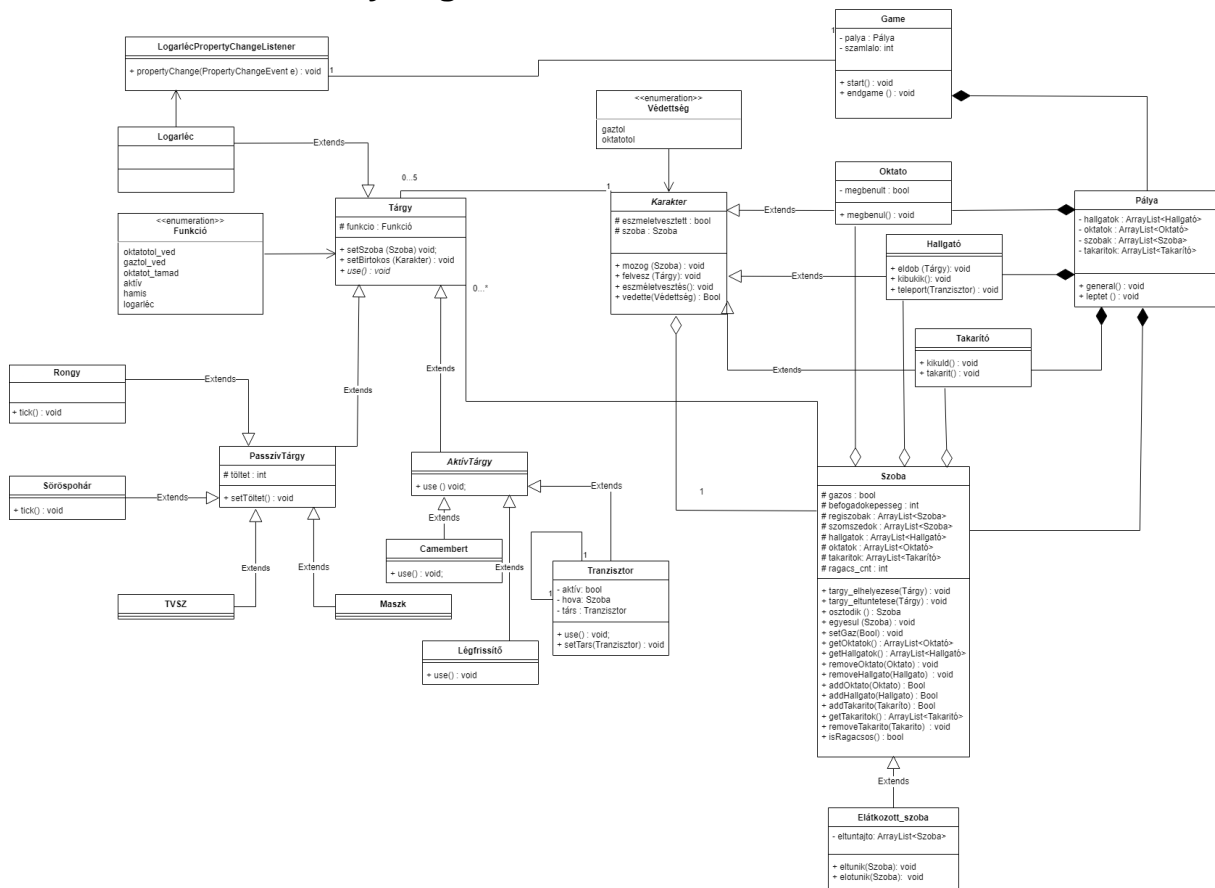 Game
- palya : Pálya
- szamlalo: int
+ start() : void
+ endgame () : void
LogarlécPropertyChangeListener
+ propertyChange(PropertyChangeEvent e) : void
1
1
Logarléc
Extends
<<enumeration>>
Védettség
gaztol
oktatotol
0...5
1
Tárgy
# funkcio : Funkció
+ setSzoba (Szoba) void;
+ setBirtokos (Karakter) : void
+ use() : void
0...*
<<enumeration>>
Funkció
oktatotol_ved
gaztol_ved
oktatot_tamad
aktív
hamis
logarléc
Karakter
# eszmeletvesztett : bool
# szoba : Szoba
+ mozog (Szoba) : void
+ felvesz (Tárgy): void
+ eszméletvesztés(): void
+ vedette(Védettség) : Bool
Extends
Oktato
- megbenult : bool
+ megbenul() : void
Extends
Hallgató
+ eldob (Tárgy): void
+ kibukik() : void
+ teleport(Tranzisztor) : void
Extends
Takarító
+ kikuld() : void
+ takarit() : void
Pálya
- hallgatok : ArrayList<Hallgató>
- oktatok : ArrayList<Oktató>
- szobak : ArrayList<Szoba>
- takaritok: ArrayList<Takarító>
+ general() : void
+ leptet () : void
Rongy
+ tick() : void
Extends
Extends
Extends
Söröspohár
+ tick() : void
Extends
PasszívTárgy
# töltet : int
+ setTöltet() : void
Extends
Extends
TVSZ
Maszk
AktívTárgy
+ use () void;
Extends
Extends
Extends
Camembert
+ use() : void;
Légfrissítő
+ use() : void
Tranzisztor
- aktív: bool
- hova: Szoba
- társ : Tranzisztor
+ use() : void;
+ setTars(Tranzisztor) : void
1
1
1
Szoba
# gazos : bool
# befogadokepesseg : int
# regiszobak : ArrayList<Szoba>
# szomszedok : ArrayList<Szoba>
# hallgatok : ArrayList<Hallgató>
# oktatok : ArrayList<Oktató>
# takaritok: ArrayList<Takarító>
# ragacs_cnt : int
+ targy_elhelyezese(Tárgy) : void
+ targy_eltuntetese(Tárgy) : void
+ osztodik () : Szoba
+ egyesul (Szoba) : void
+ setGaz(Bool) : void
+ getOktatok() : ArrayList<Oktató>
+ getHallgatok() : ArrayList<Hallgató>
+ removeOktato(Oktato) : void
+ removeHallgato(Hallgato) : void
+ addOktato(Oktato) : Bool
+ addHallgato(Hallgato) : Bool
+ addTakarito(Takaríto) : Bool
+ getTakaritok() : ArrayList<Takaritó>
+ removeTakarito(Takarito) : void
+ isRagacsos() : bool
Extends
Elátkozott_szoba
- eltuntajto: ArrayList<Szoba>
+ eltunik(Szoba): void
+ elotunik(Szoba): void